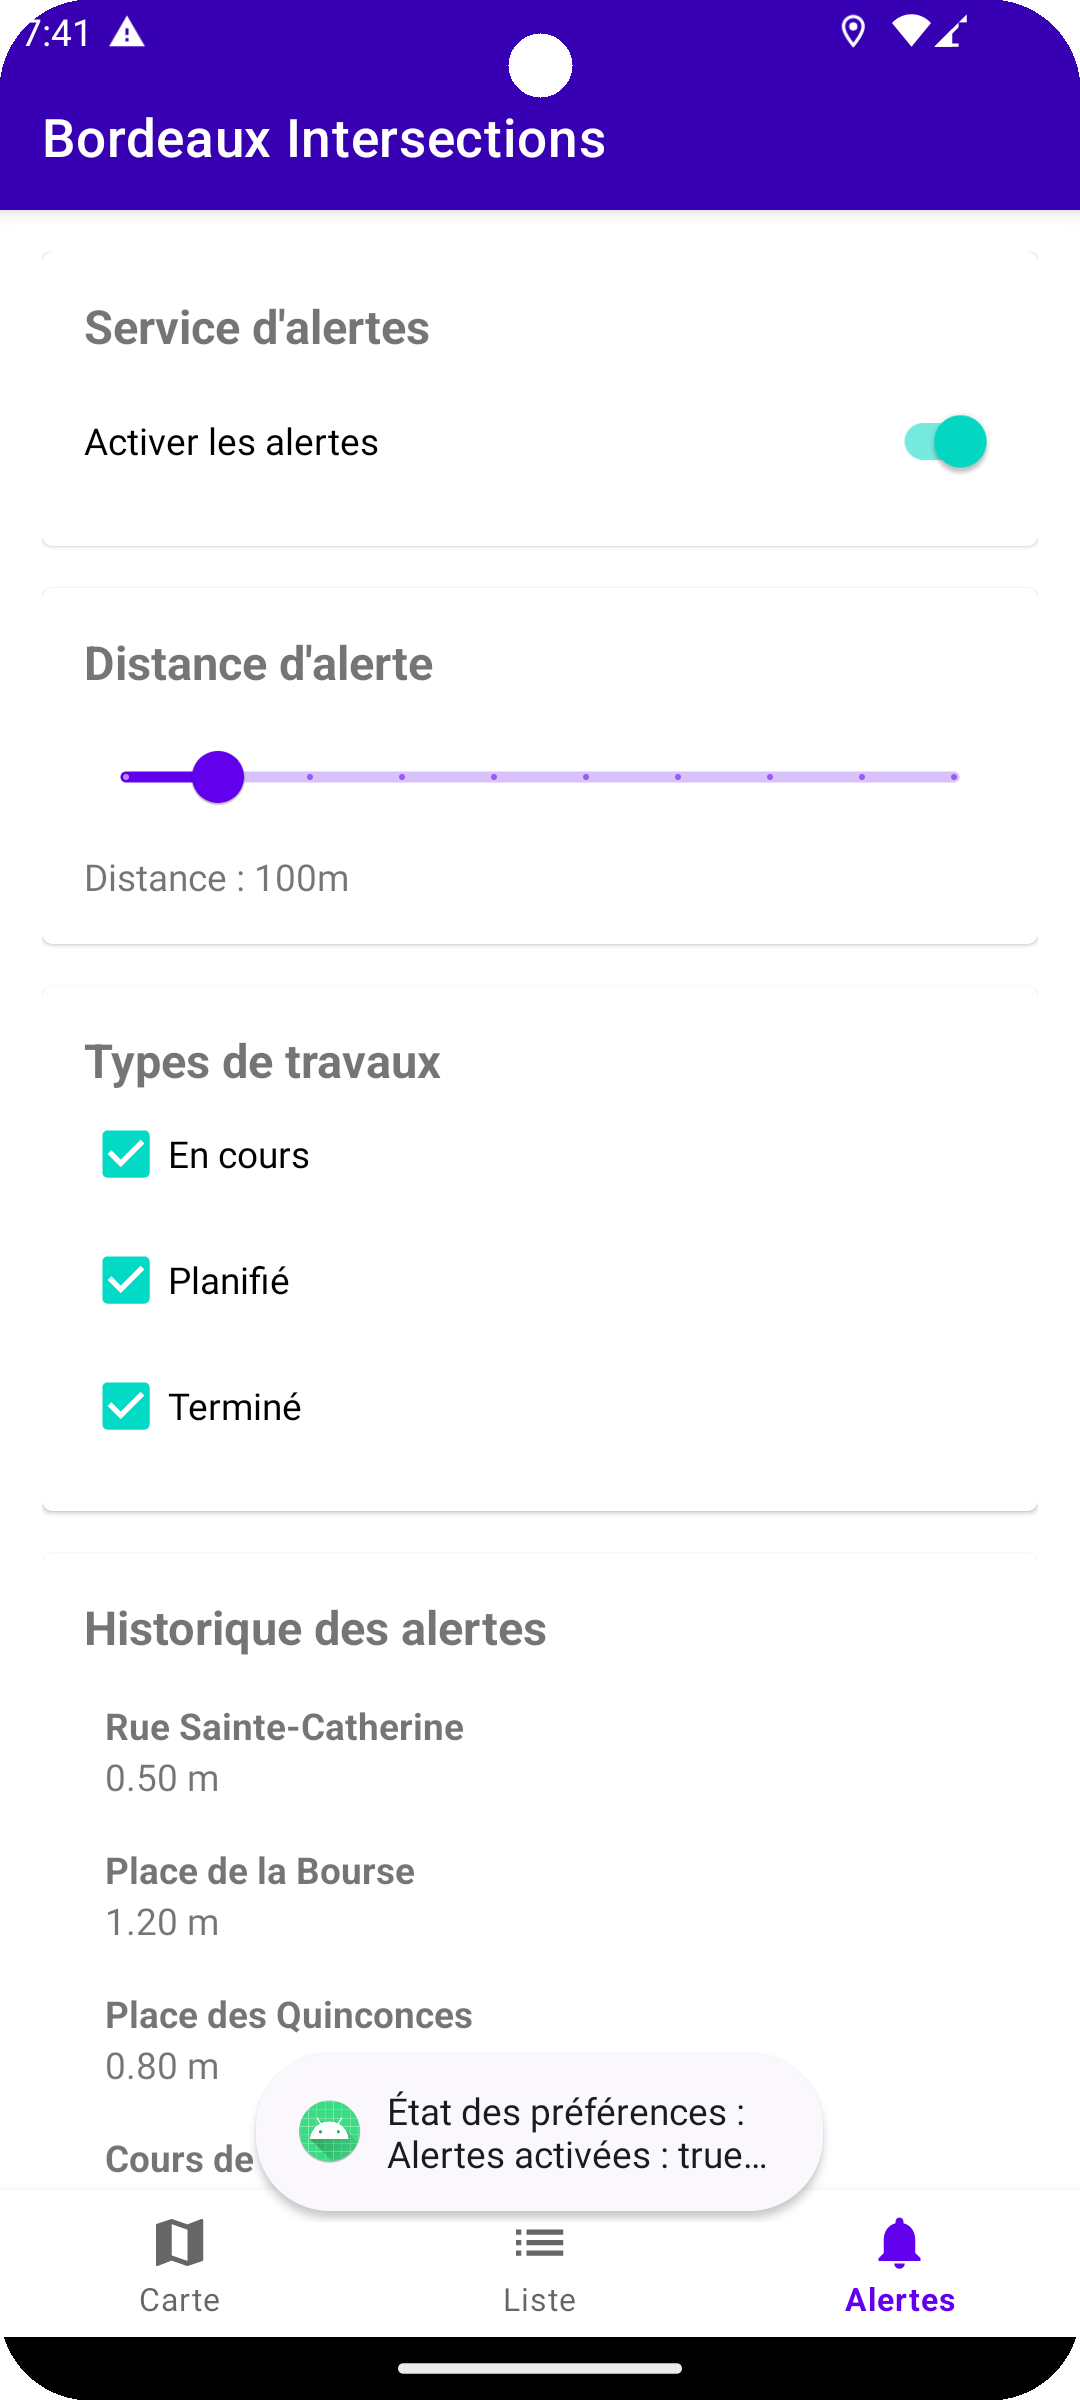 7:41
Bordeaux Intersections
Service d'alertes
Activer les alertes
Distance d'alerte
Distance : 100m
Types de travaux
En cours
Planifié
Terminé
Historique des alertes
Rue Sainte-Catherine
0.50 m
Place de la Bourse
1.20 m
Place des Quinconces
0.80 m
Cours de
État des préférences :
Alertes activées : true...
Carte
Liste
Alertes